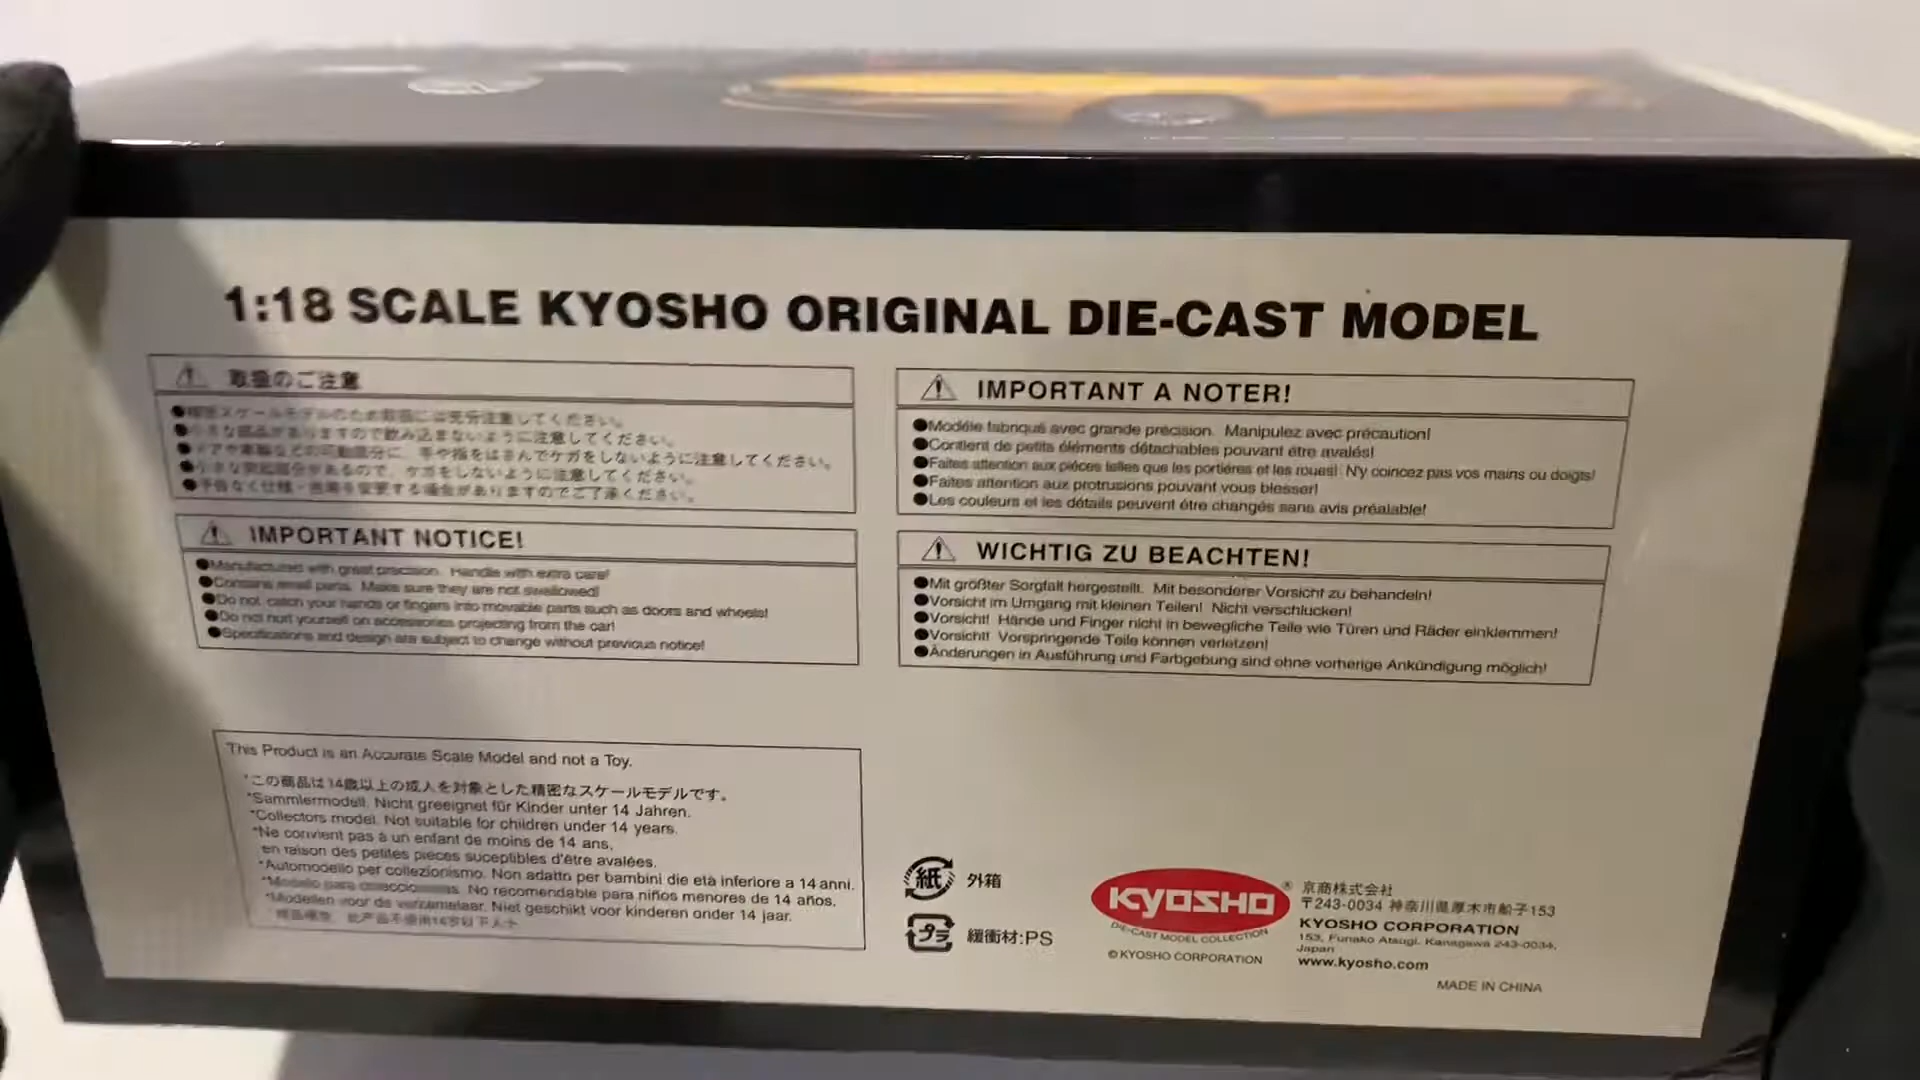 1:18 SCALE KYOSHO ORIGINAL DIE-CAST MODEL
取扱のご注意
●精密スケールモデルのため取扱には充分注意してください。
●小さな部品がありますので飲み込まないように注意してください。
●ドアや車輪などの可動部分に、手や指をはさんでケガをしないように注意してください。
●小さな突起部分があるので、ケガをしないように注意してください。
●予告なく仕様・色等を変更する場合がありますのでご了承ください。
IMPORTANT NOTICE!
●Manufactured with great precision. Handle with extra care!
●Contains small parts. Make sure they are not swallowed!
●Do not catch your hands or fingers into movable parts such as doors and wheels!
●Do not hurt yourself on accessories projecting from the car!
●Specifications and design are subject to change without previous notice!
IMPORTANT A NOTER!
●Modéle fabriqué avec grande précision. Manipulez avec précaution!
●Contient de petits éléments détachables pouvant étre avalés!
●Faites attention aux piéces telles que les portiéres et les roues! N'y coincez pas vos mains ou doigts!
●Faites attention aux protrusions pouvant vous blesser!
●Les couleurs et les détails peuvent étre changés sans avis préalable!
WICHTIG ZU BEACHTEN!
●Mit größter Sorgfalt hergestellt. Mit besonderer Vorsicht zu behandeln!
●Vorsicht im Umgang mit kleinen Teilen! Nicht verschlucken!
●Vorsicht! Hände und Finger nicht in bewegliche Teile wie Türen und Räder einklemmen!
●Vorsicht! Vorspringende Teile können verletzen!
●Änderungen in Ausführung und Farbgebung sind ohne vorherige Ankündigung möglich!
This Product is an Accurate Scale Model and not a Toy.
*この商品は14歳以上の成人を対象とした精密なスケールモデルです。
*Sammlermodell. Nicht greeignet für Kinder unter 14 Jahren.
*Collectors model. Not suitable for children under 14 years.
*Ne convient pas à un enfant de moins de 14 ans,
en raison des petites pieces suceptibles d'être avalées.
*Automodello per collezionismo. Non adatto per bambini die età inferiore a 14 anni.
*Modelo para . No recomendable para niños menores de 14 años.
*Modellen voor de verzamelaar. Niet geschikt voor kinderen onder 14 jaar.
紙 外箱
プラ 緩衝材:PS
KYOSHO®
DIE-CAST MODEL COLLECTION
©KYOSHO CORPORATION
京商株式会社
〒243-0034 神奈川県厚木市船子153
KYOSHO CORPORATION
153, Funako Atsugi, Kanagawa 243-0034,
Japan
www.kyosho.com
MADE IN CHINA